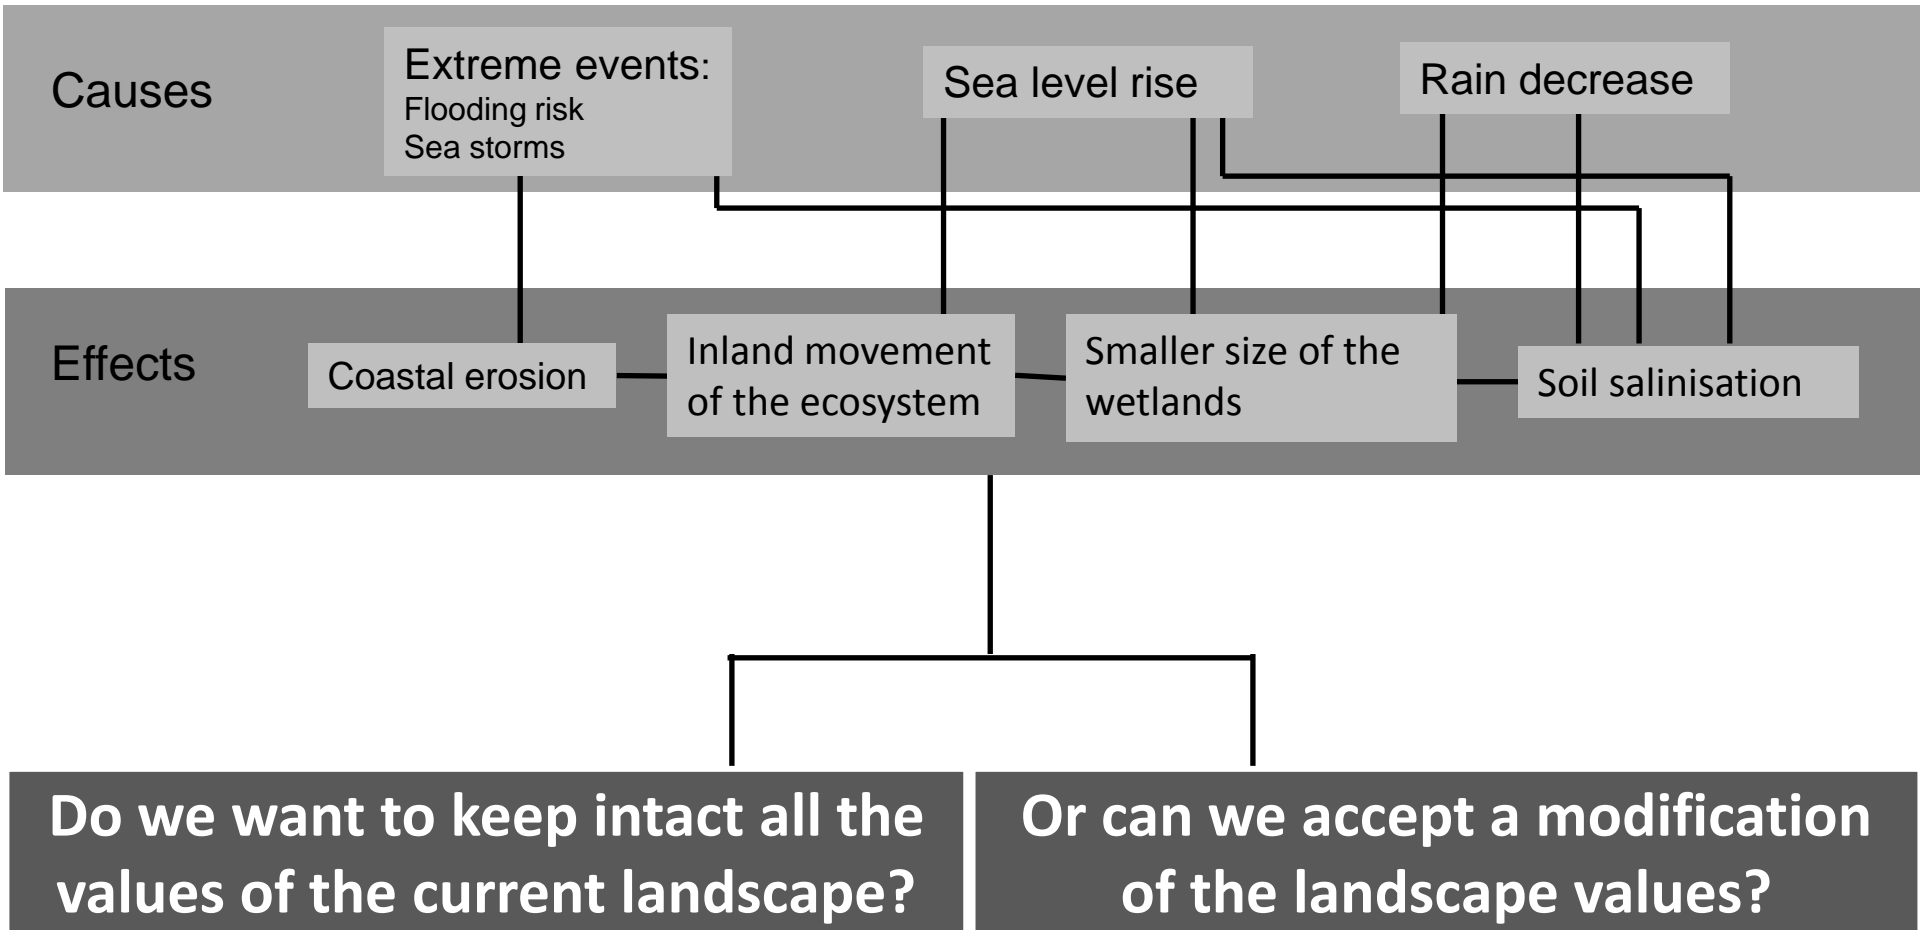 Causes
Extreme events:
Flooding risk
Sea storms
Sea level rise
Rain decrease
Effects
Coastal erosion
Inland movement
of the ecosystem
Smaller size of the
wetlands
Soil salinisation
Do we want to keep intact all the
values of the current landscape?
Or can we accept a modification
of the landscape values?